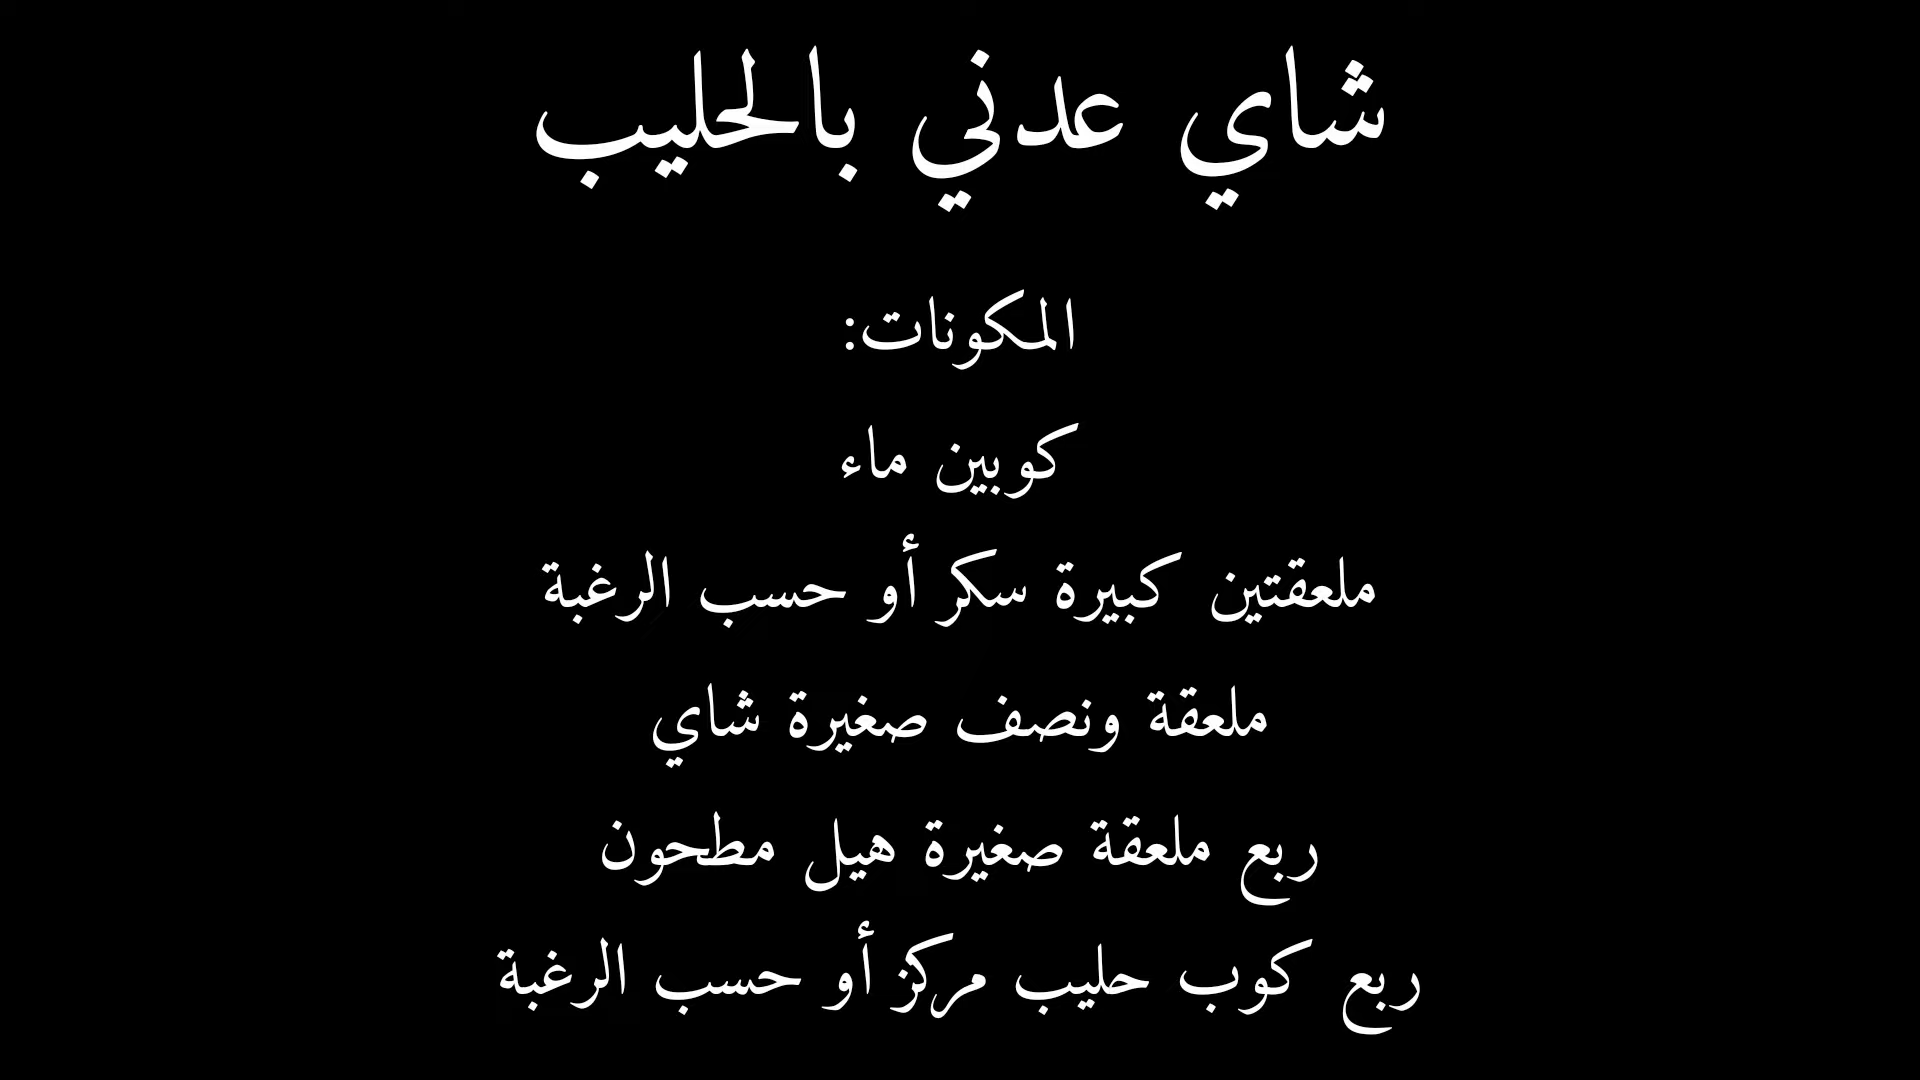 شاي عدني بالحليب
المكونات:
كوبين ماء
ملعقتين كبيرة سكر أو حسب الرغبة
ملعقة ونصف صغيرة شاي
ربع ملعقة صغيرة هيل مطحون
ربع كوب حليب مركز أو حسب الرغبة